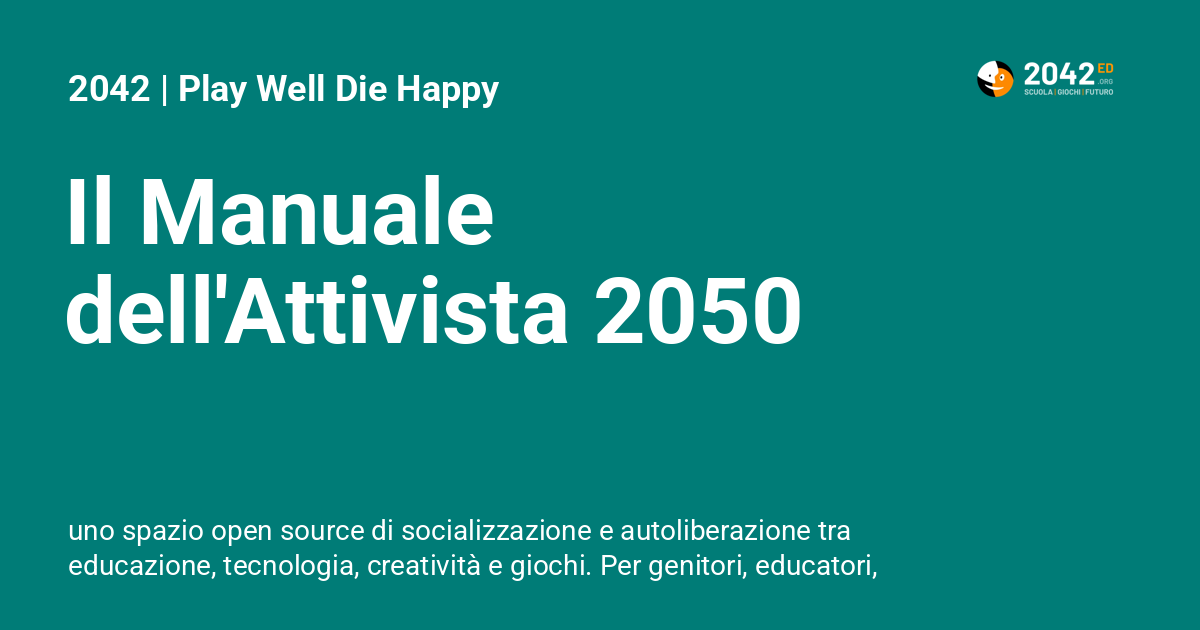 2042 | Play Well Die Happy
2042 ED
.ORG
SCUOLA | GIOCHI | FUTURO
Il Manuale
dell'Attivista 2050
uno spazio open source di socializzazione e autoliberazione tra
educazione, tecnologia, creatività e giochi. Per genitori, educatori,